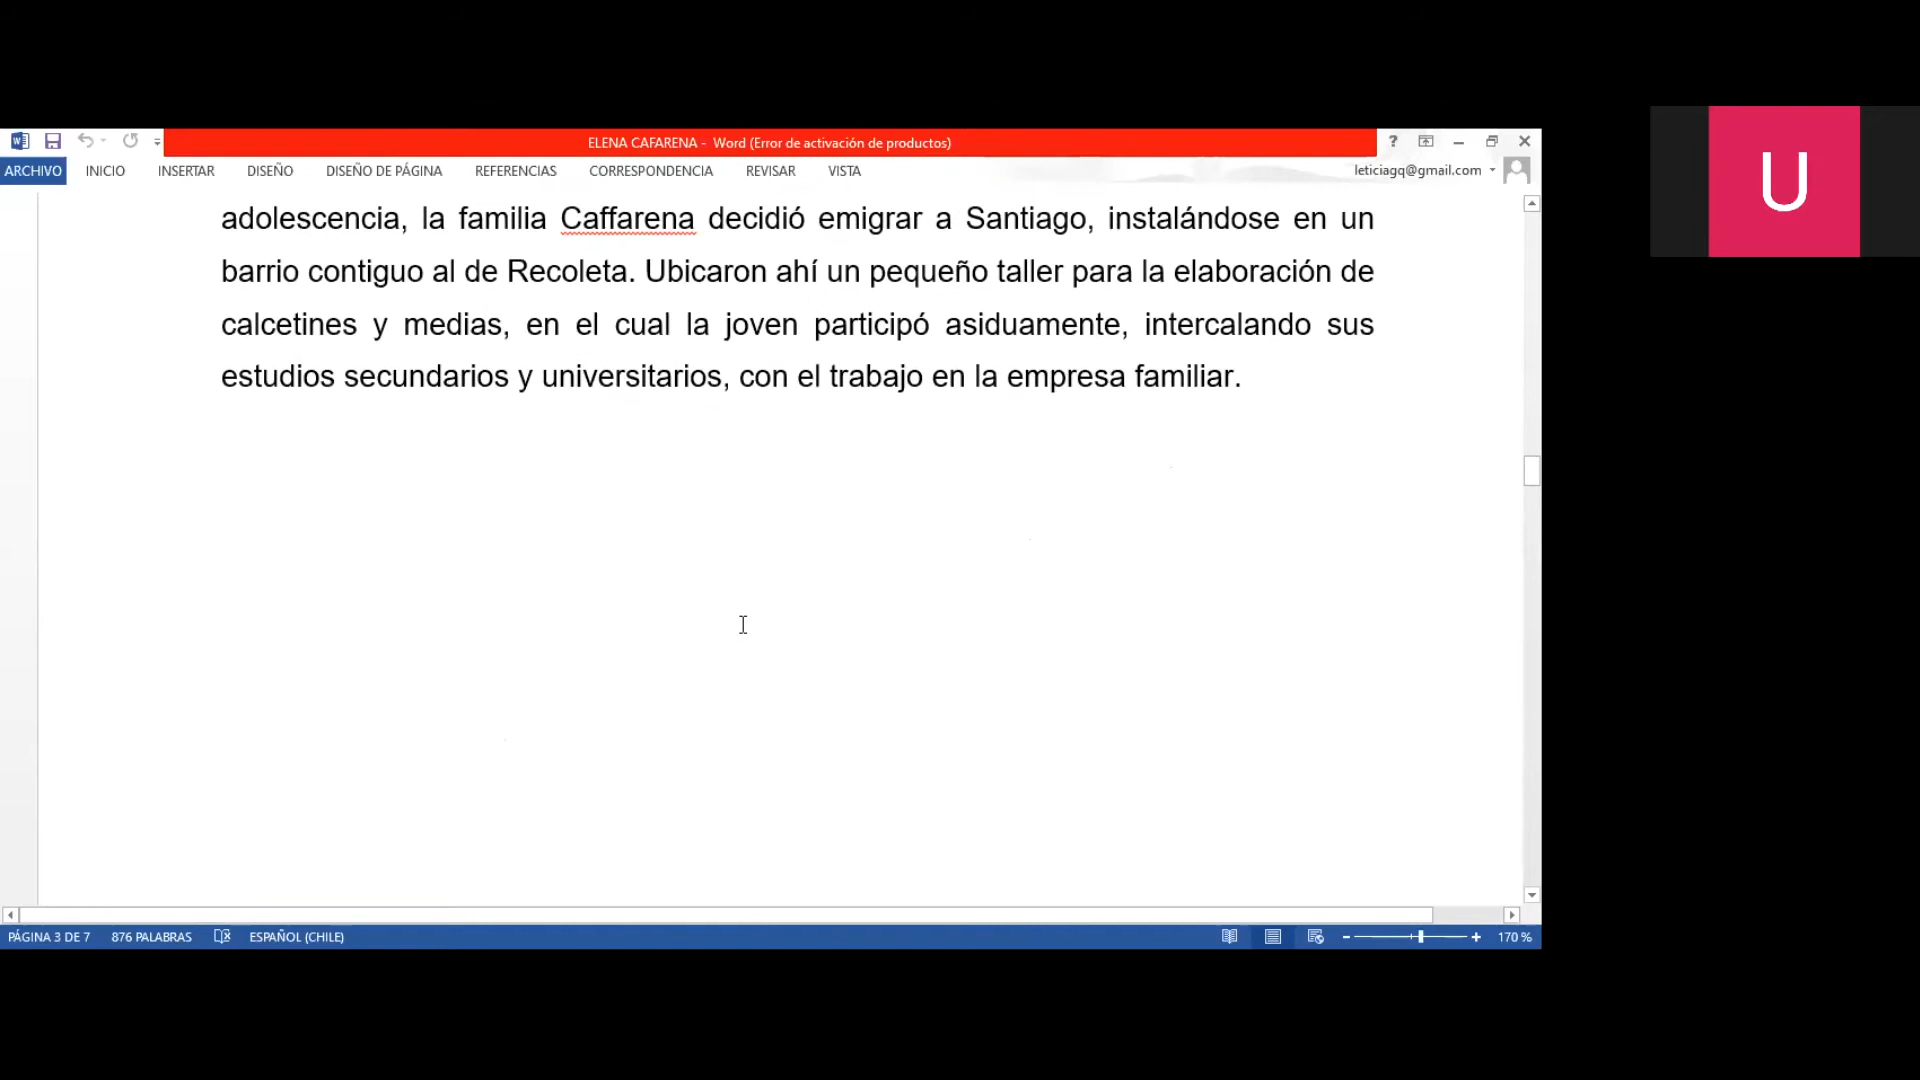 ELENA CAFARENA - Word (Error de activación de productos)
?
ARCHIVO INICIO INSERTAR DISEÑO DISEÑO DE PÁGINA REFERENCIAS CORRESPONDENCIA REVISAR VISTA leticiagq@gmail.com
U
adolescencia, la familia Caffarena decidió emigrar a Santiago, instalándose en un
barrio contiguo al de Recoleta. Ubicaron ahí un pequeño taller para la elaboración de
calcetines y medias, en el cual la joven participó asiduamente, intercalando sus
estudios secundarios y universitarios, con el trabajo en la empresa familiar.
PÁGINA 3 DE 7 876 PALABRAS ESPAÑOL (CHILE) 170 %